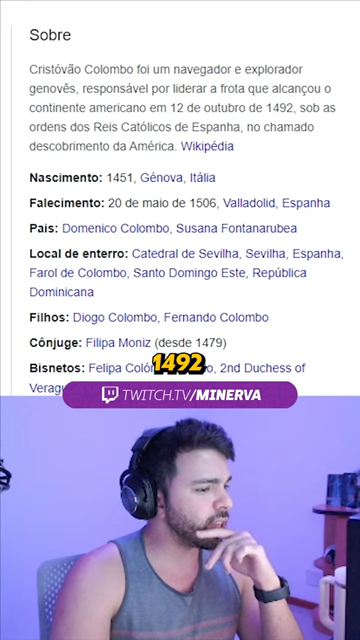 Sobre
Cristóvão Colombo foi um navegador e explorador
genovês, responsável por liderar a frota que alcançou o
continente americano em 12 de outubro de 1492, sob as
ordens dos Reis Católicos de Espanha, no chamado
descobrimento da América. Wikipédia
Nascimento: 1451, Génova, Itália
Falecimento: 20 de maio de 1506, Valladolid, Espanha
Pais: Domenico Colombo, Susana Fontanarubea
Local de enterro: Catedral de Sevilha, Sevilha, Espanha,
Farol de Colombo, Santo Domingo Este, República
Dominicana
Filhos: Diogo Colombo, Fernando Colombo
Cônjuge: Filipa Moniz (desde 1479)
1492
Bisnetos: Felipa Colón 2nd Duchess of
TWITCH.TV/MINERVA